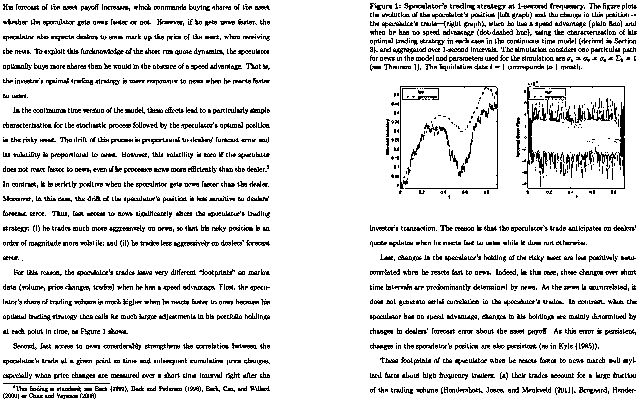 His forecast of the asset payoff increases, which commands buying shares of the asset
whether the speculator gets news faster or not. However, if he gets news faster, the
speculator also expects dealers to soon mark up the price of the asset, when receiving
the news. To exploit this foreknowledge of the short run quote dynamics, the speculator
optimally buys more shares than he would in the absence of a speed advantage. That is,
the investor's optimal trading strategy is more responsive to news when he reacts faster
to news.
In the continuous time version of the model, these effects lead to a particularly simple
characterization for the stochastic process followed by the speculator's optimal position
in the risky asset. The drift of this process is proportional to dealers' forecast error and
its volatility is proportional to news. However, this volatility is zero if the speculator
does not react faster to news, even if he processes news more efficiently than the dealer.
In contrast, it is strictly positive when the speculator gets news faster than the dealer.
Moreover, in this case, the drift of the speculator's position is less sensitive to dealers'
forecast error. Thus, fast access to news significantly alters the speculator's trading
strategy: (i) he trades much more aggressively on news, so that his risky position is an
order of magnitude more volatile; and (ii) he trades less aggressively on dealers' forecast
error.
For this reason, the speculator's trades leave very different "footprints" on market
data (volume, price changes, trades) when he has a speed advantage. First, the specu-
lator's share of trading volume is much higher when he reacts faster to news because his
optimal trading strategy then calls for much larger adjustments in his portfolio holdings
at each point in time, as Figure 1 shows.
Second, fast access to news considerably strengthens the correlation between the
speculator's trade at a given point in time and subsequent cumulative price changes,
especially when price changes are measured over a short time interval right after the
This finding is standard; see Back (1992), Back and Pedersen (1998), Back, Cao, and Willard
(2000) or Chau and Vayanos (2008)
Figure 1: Speculator's trading strategy at 1-second frequency. The figure plots
the evolution of the speculator's position (left graph) and the change in this position -
the speculator's trade—(right graph), when he has a speed advantage (plain line) and
when he has no speed advantage (dot-dashed line), using the characterization of his
optimal trading strategy in each case in the continuous time model (derived in Section
3), and aggregated over 1-second intervals. The simulation considers one particular path
for news in the model and parameters used for the simulation are
(see Theorem 1). The liquidation date t = 1 corresponds to 1 month.
investor's transaction. The reason is that the speculator's trade anticipates on dealers'
quote updates when he reacts fast to news while it does not otherwise.
Last, changes in the speculator's holding of the risky asset are less positively auto-
correlated when he reacts fast to news. Indeed, in this case, these changes over short
time intervals are predominantly determined by news. As the news is uncorrelated, it
does not generate serial correlation in the speculator's trades. In contrast, when the
speculator has no speed advantage, changes in his holdings are mainly determined by
changes in dealers' forecast error about the asset payoff. As this error is persistent,
changes in the speculator's position are also persistent (as in Kyle (1985)).
These footprints of the speculator when he reacts faster to news match well styl-
ized facts about high frequency traders: (a) their trades account for a large fraction
of the trading volume (Hendershott, Jones, and Menkveld (2011), Brogaard, Hender-